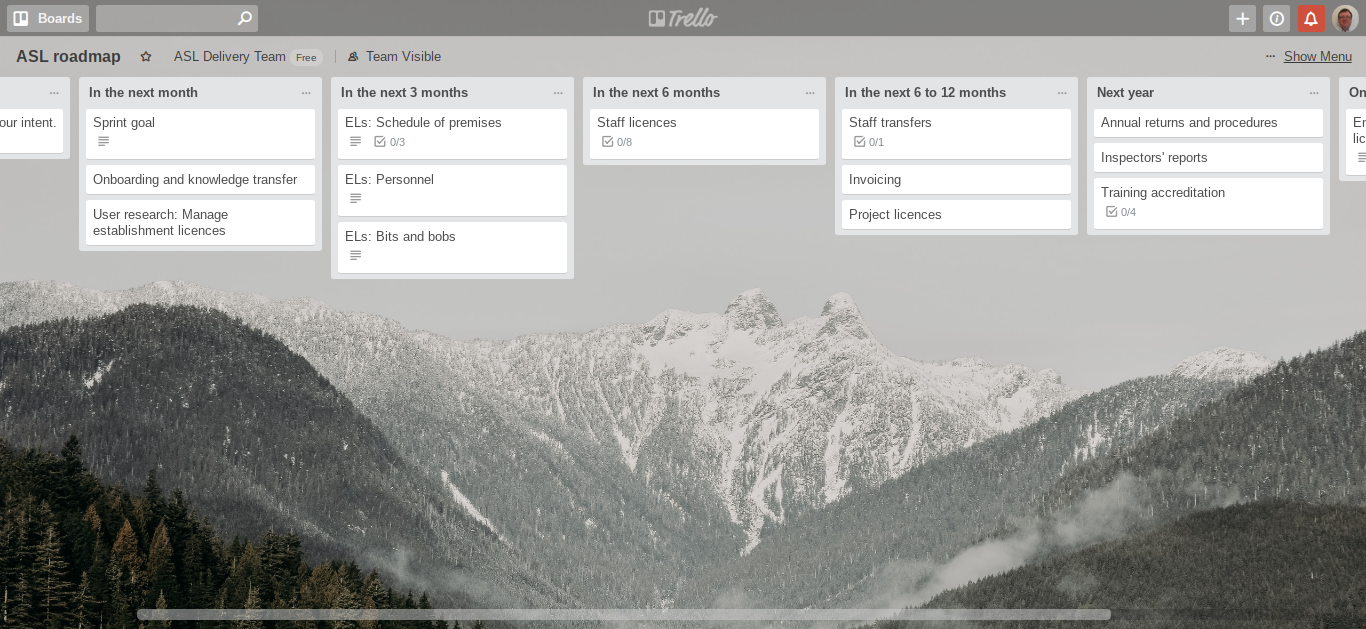 Boards
Trello
ASL roadmap
ASL Delivery Team Free
Team Visible
Show Menu
our intent.
In the next month
Sprint goal
Onboarding and knowledge transfer
User research: Manage
establishment licences
In the next 3 months
ELs: Schedule of premises
0/3
ELs: Personnel
ELs: Bits and bobs
In the next 6 months
Staff licences
0/8
In the next 6 to 12 months
Staff transfers
0/1
Invoicing
Project licences
Next year
Annual returns and procedures
Inspectors' reports
Training accreditation
0/4